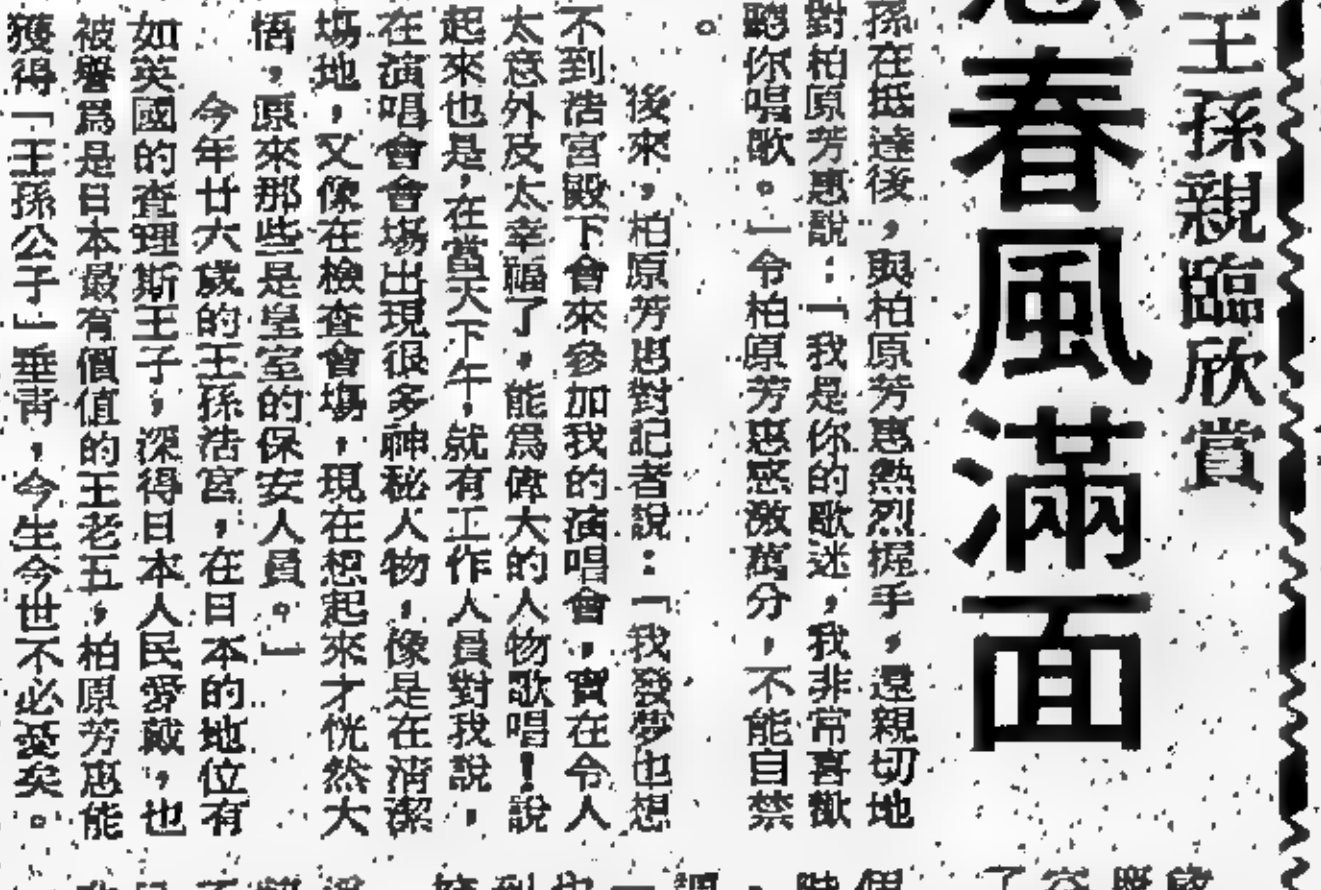 王孫親臨欣賞
春風滿面
孫在抵達後，與柏原芳惠熱烈握手，還親切地
對柏原芳惠說：「我是你的歌迷，我非常喜歡
聽你唱歌。」令柏原芳惠感激萬分，不能自禁
。
後來，柏原芳惠對記者說：「我發夢也想
不到浩宮殿下會來參加我的演唱會，實在令人
太意外及太幸福了，能爲偉大的人物歌唱！說
起來也是，在當天下午，就有工作人員對我說，
在演唱會會場出現很多神秘人物，像是在清潔
塲地，又像在檢查會塲，現在想起來才恍然大
悟，原來那些是皇室的保安人員。」
今年廿六歲的王孫浩宮，在日本的地位有
如英國的查理斯王子，深得日本人民愛戴，也
被譽爲是日本最有價值的王老五，柏原芳惠能
獲得「王孫公子」垂靑，今生今世不必憂矣。